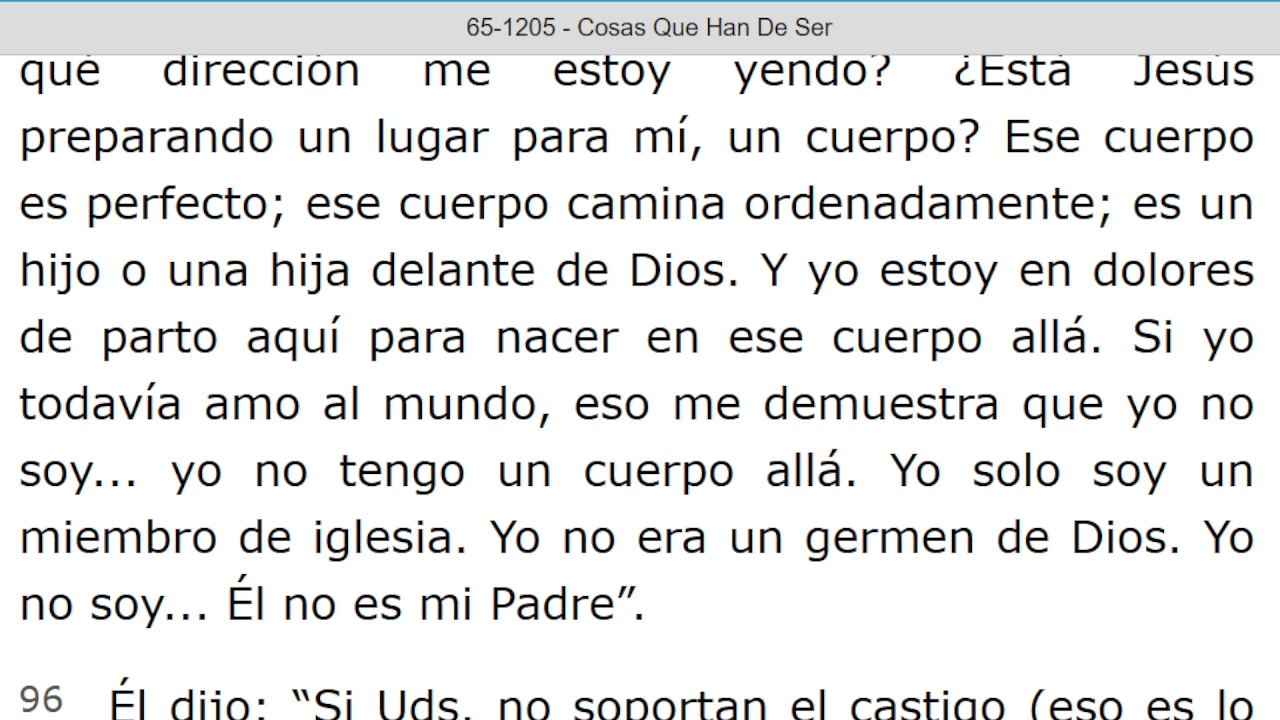 65-1205 - Cosas Que Han De Ser
qué dirección me estoy yendo? ¿Está Jesús
preparando un lugar para mí, un cuerpo? Ese cuerpo
es perfecto; ese cuerpo camina ordenadamente; es un
hijo o una hija delante de Dios. Y yo estoy en dolores
de parto aquí para nacer en ese cuerpo allá. Si yo
todavía amo al mundo, eso me demuestra que yo no
soy... yo no tengo un cuerpo allá. Yo solo soy un
miembro de iglesia. Yo no era un germen de Dios. Yo
no soy... Él no es mi Padre”.
96 Él dijo: “Si Uds. no soportan el castigo (eso es lo